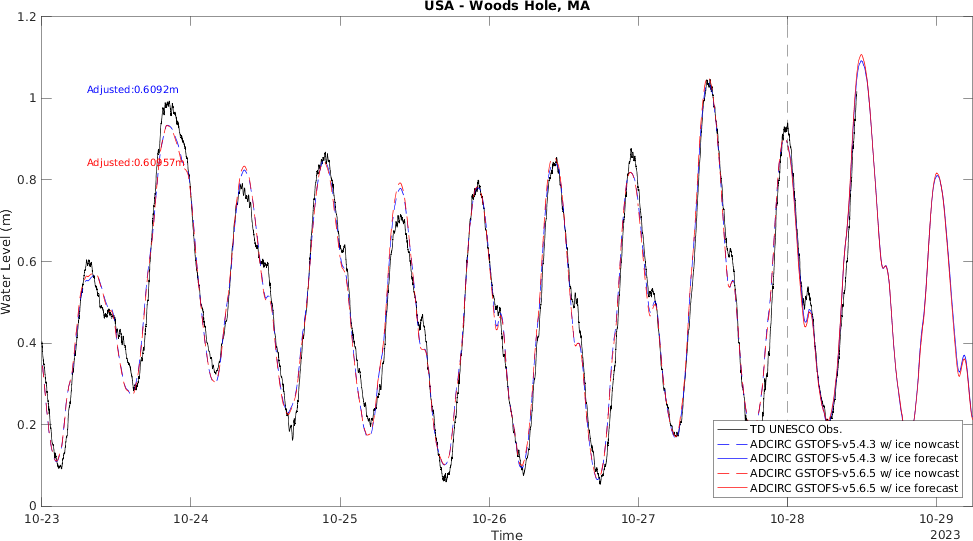 USA - Woods Hole, MA
1.2
1
0.8
0.6
0.4
0.2
0
Water Level (m)
Adjusted:0.6092m
Adjusted:0.60957m
TD UNESCO Obs.
ADCIRC GSTOFS-v5.4.3 w/ ice nowcast
ADCIRC GSTOFS-v5.4.3 w/ ice forecast
ADCIRC GSTOFS-v5.6.5 w/ ice nowcast
ADCIRC GSTOFS-v5.6.5 w/ ice forecast
10-23 10-24 10-25 10-26 10-27 10-28 10-29
Time
2023